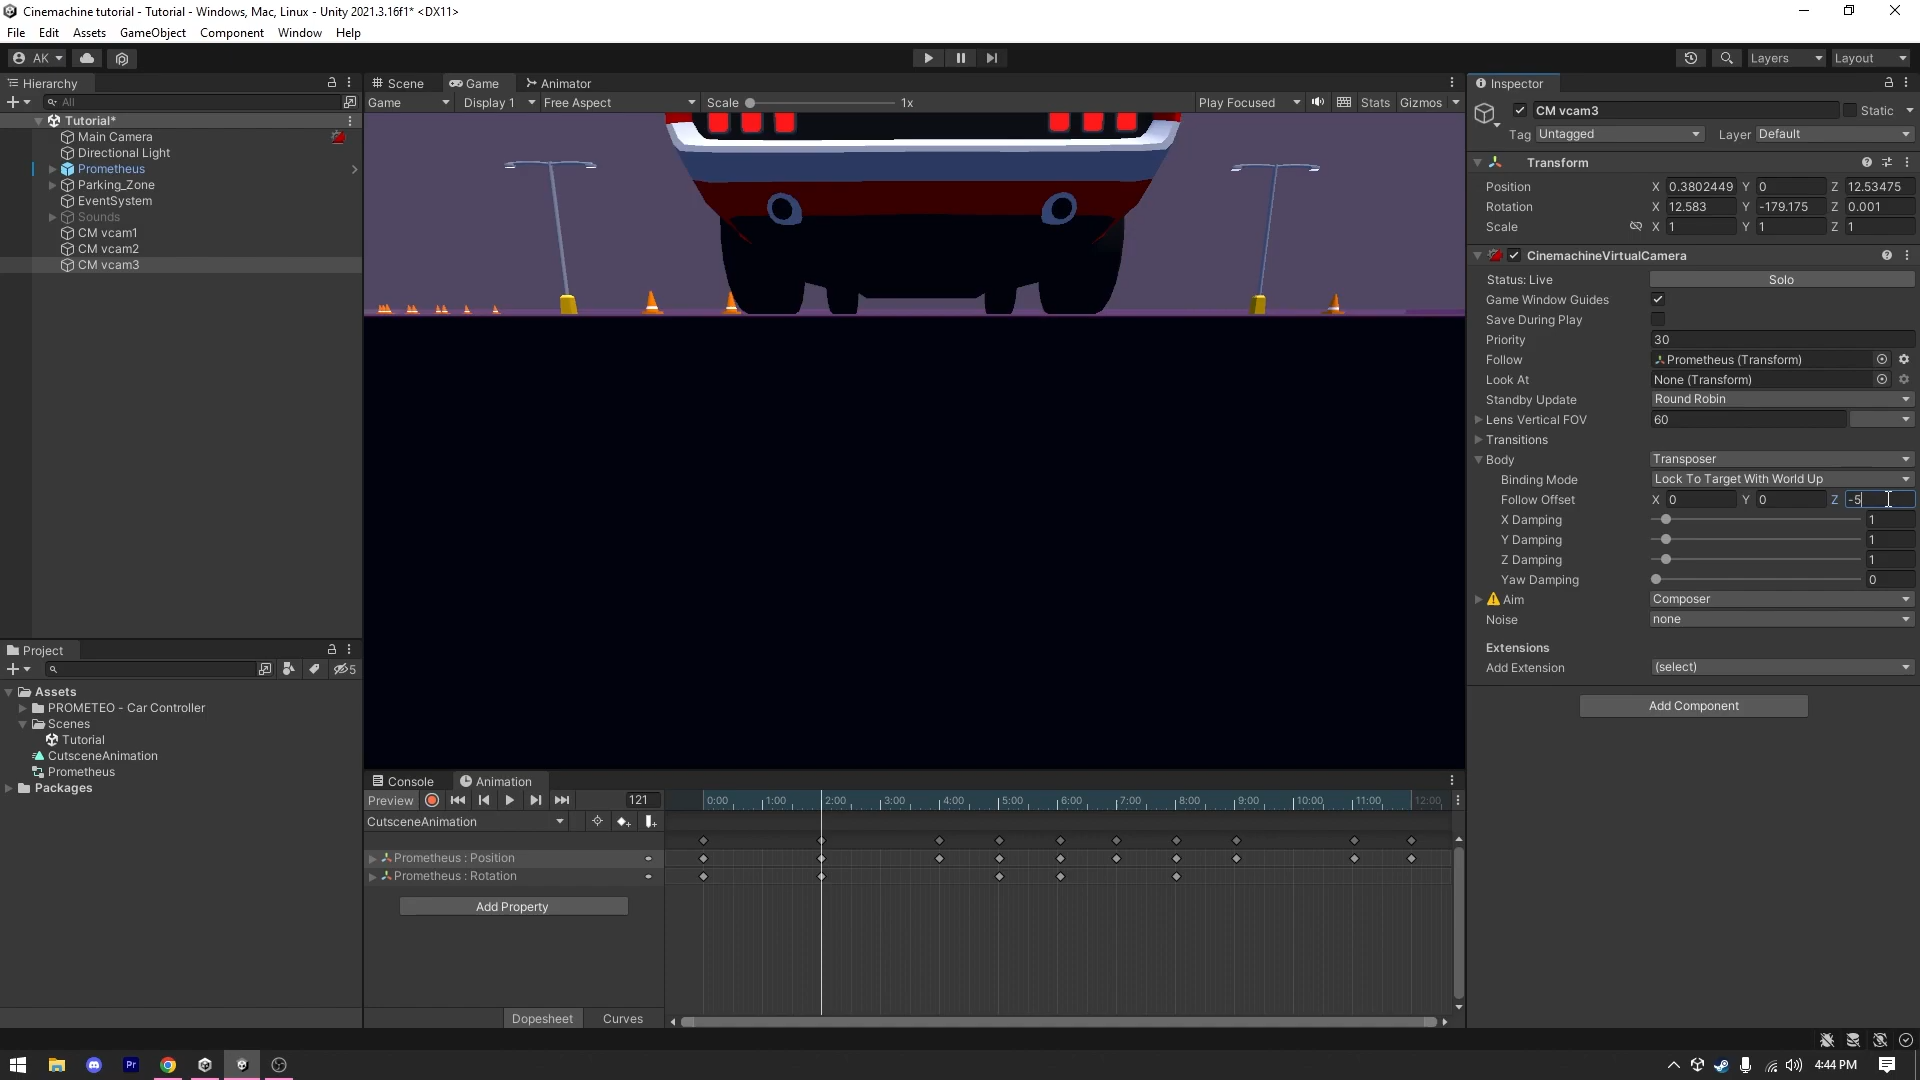 Cinemachine tutorial - Tutorial - Windows, Mac, Linux - Unity 2021.3.16f1* <DX11>
File Edit Assets GameObject Component Window Help
AK Layers Layout
Hierarchy
All
Tutorial*
Main Camera
Directional Light
Prometheus
Parking_Zone
EventSystem
Sounds
CM vcam1
CM vcam2
CM vcam3
Scene Game Animator
Game Display 1 Free Aspect Scale 1x Play Focused Stats Gizmos
Inspector
CM vcam3 Static
Tag Untagged Layer Default
Transform
Position X 0.3802449 Y 0 Z 12.53475
Rotation X 12.583 Y -179.175 Z 0.001
Scale X 1 Y 1 Z 1
CinemachineVirtualCamera
Status: Live Solo
Game Window Guides
Save During Play
Priority 30
Follow Prometheus (Transform)
Look At None (Transform)
Standby Update Round Robin
Lens Vertical FOV 60
Transitions
Body Transposer
Binding Mode Lock To Target With World Up
Follow Offset X 0 Y 0 Z -5
X Damping 1
Y Damping 1
Z Damping 1
Yaw Damping 0
Aim Composer
Noise none
Extensions
Add Extension (select)
Add Component
Project
5
Assets
PROMETEO - Car Controller
Scenes
Tutorial
CutsceneAnimation
Prometheus
Packages
Console Animation
Preview 121 0:00 1:00 2:00 3:00 4:00 5:00 6:00 7:00 8:00 9:00 10:00 11:00 12:00
CutsceneAnimation
Prometheus : Position
Prometheus : Rotation
Add Property
Dopesheet Curves
Pr 4:44 PM